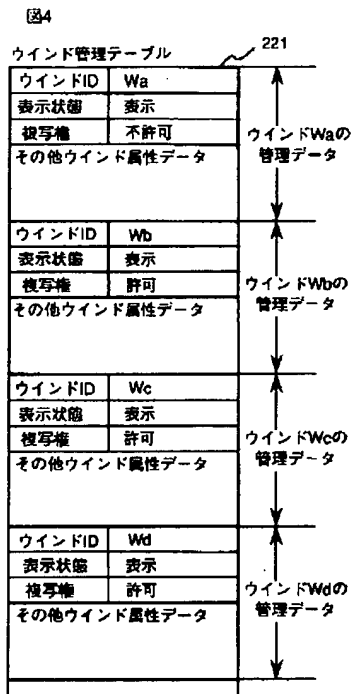 図4
ウインド管理テーブル 221
ウインドID Wa
表示状態 表示
複写権 不許可
その他ウインド属性データ
ウインドWaの
管理データ
ウインドID Wb
表示状態 表示
複写権 許可
その他ウインド属性データ
ウインドWbの
管理データ
ウインドID Wc
表示状態 表示
複写権 許可
その他ウインド属性データ
ウインドWcの
管理データ
ウインドID Wd
表示状態 表示
複写権 許可
その他ウインド属性データ
ウインドWdの
管理データ